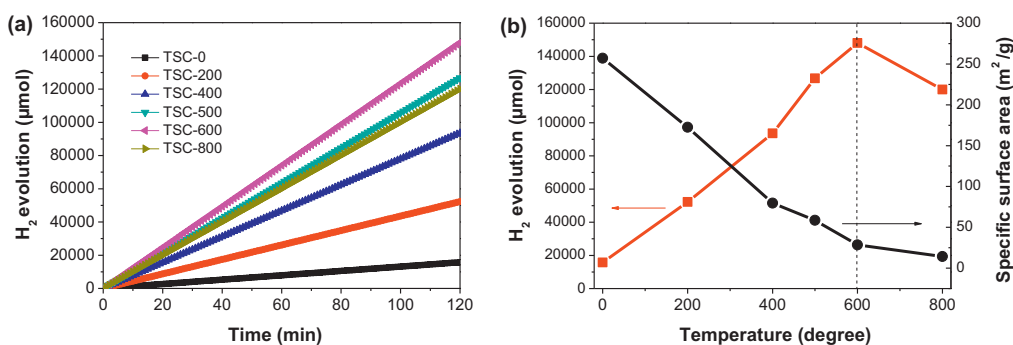 (a)
160000
140000
120000
100000
80000
60000
40000
20000
0
H₂ evolution (μmol)
TSC-0
TSC-200
TSC-400
TSC-500
TSC-600
TSC-800
0 20 40 60 80 100 120
Time (min)
(b)
160000
140000
120000
100000
80000
60000
40000
20000
0
H₂ evolution (μmol)
0 200 400 600 800
Temperature (degree)
300
250
200
150
100
50
0
Specific surface area (m²/g)